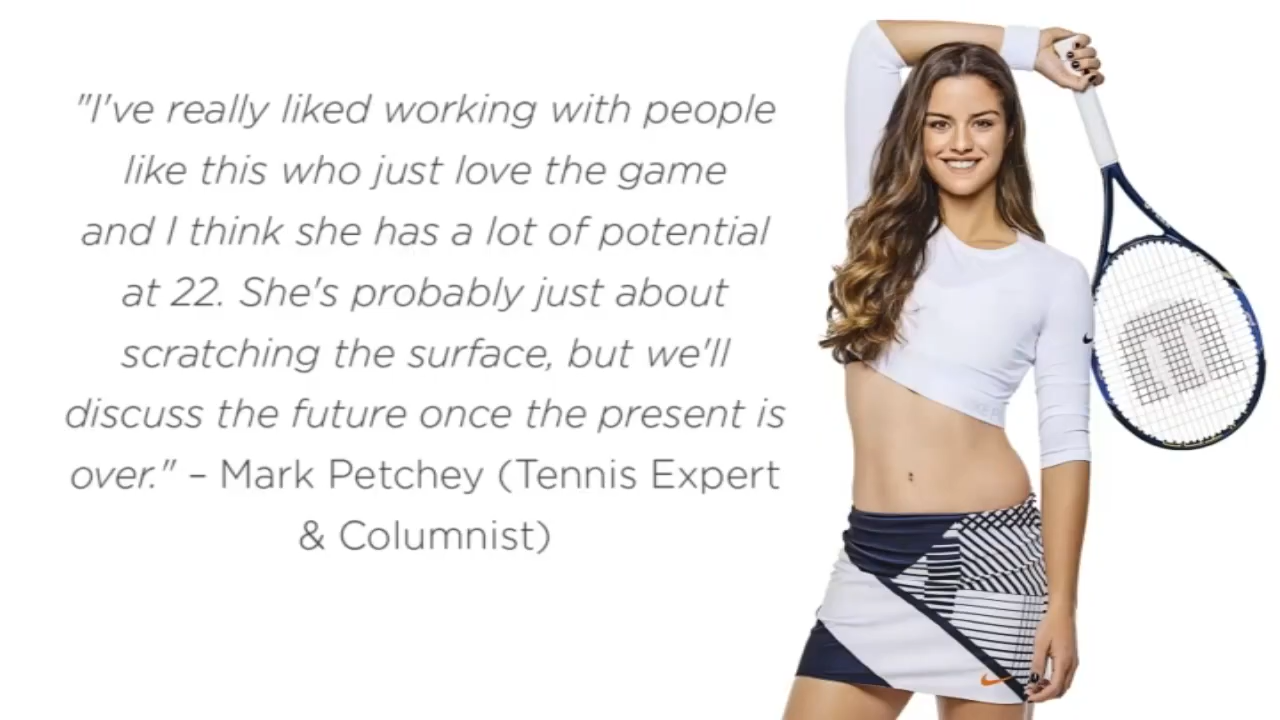 "I've really liked working with people
like this who just love the game
and I think she has a lot of potential
at 22. She's probably just about
scratching the surface, but we'll
discuss the future once the present is
over." – Mark Petchey (Tennis Expert
& Columnist)